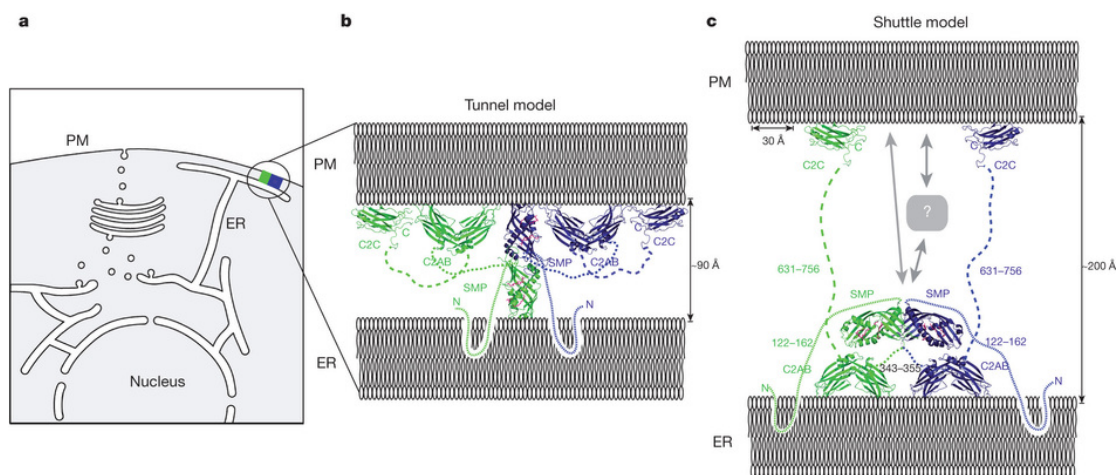 a
PM
ER
Nucleus
b
Tunnel model
PM
C2C
C
C2AB
SMP
SMP
C2AB
C
C2C
N
N
ER
~90 Å
c
Shuttle model
PM
30 Å
C
C2C
C
C2C
?
631–756
631–756
~200 Å
SMP
SMP
122–162
122–162
C2AB
343–355
C2AB
N
N
ER